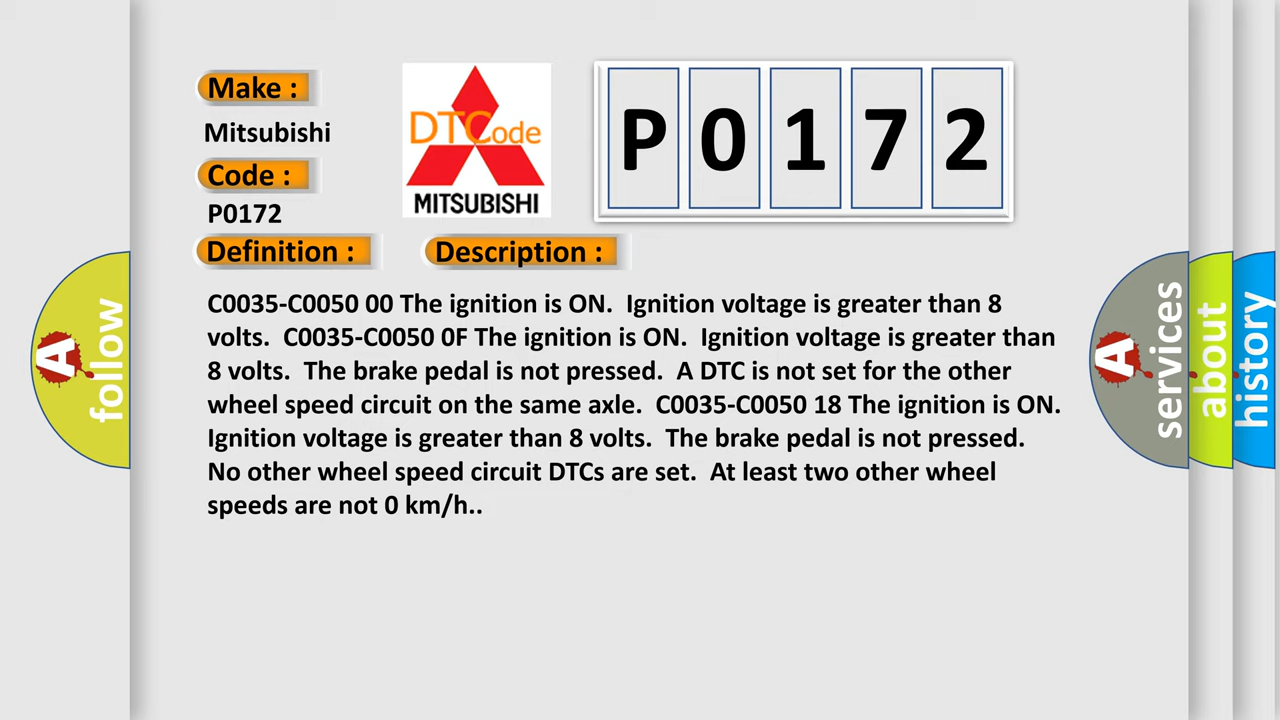 Make :
Mitsubishi
Code :
P0172
Definition :
Description :
DTCode
MITSUBISHI
P0172
C0035-C0050 00 The ignition is ON.  Ignition voltage is greater than 8
volts.  C0035-C0050 0F The ignition is ON.  Ignition voltage is greater than
8 volts.  The brake pedal is not pressed.  A DTC is not set for the other
wheel speed circuit on the same axle.  C0035-C0050 18 The ignition is ON.
Ignition voltage is greater than 8 volts.  The brake pedal is not pressed.
No other wheel speed circuit DTCs are set.  At least two other wheel
speeds are not 0 km/h..
A
follow
A
services
about
history